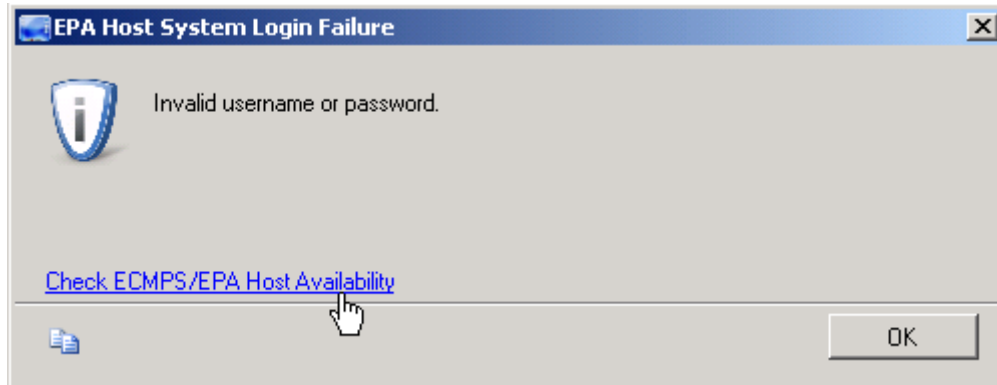 EPA Host System Login Failure
Invalid username or password.
Check ECMPS/EPA Host Availability
OK